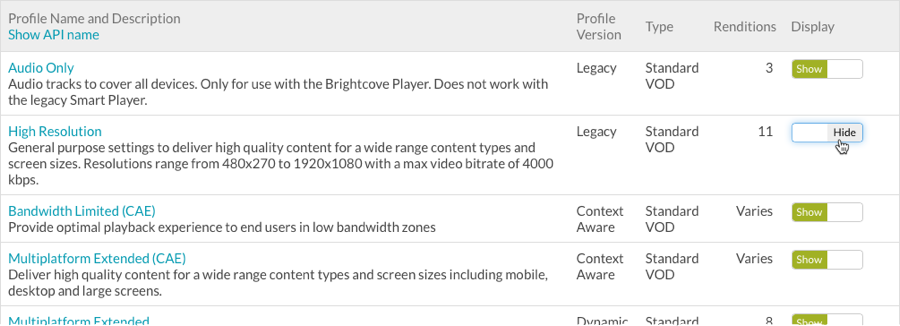 Profile Name and Description
Show API name
Profile Version
Type
Renditions
Display
Audio Only
Audio tracks to cover all devices. Only for use with the Brightcove Player. Does not work with
the legacy Smart Player.
Legacy
Standard VOD
3
Show
High Resolution
General purpose settings to deliver high quality content for a wide range content types and
screen sizes. Resolutions range from 480x270 to 1920x1080 with a max video bitrate of 4000
kbps.
Legacy
Standard VOD
11
Hide
Bandwidth Limited (CAE)
Provide optimal playback experience to end users in low bandwidth zones
Context Aware
Standard VOD
Varies
Show
Multiplatform Extended (CAE)
Deliver high quality content for a wide range content types and screen sizes including mobile,
desktop and large screens.
Context Aware
Standard VOD
Varies
Show
Multiplatform Extended
Dynamic
Standard
8
Show